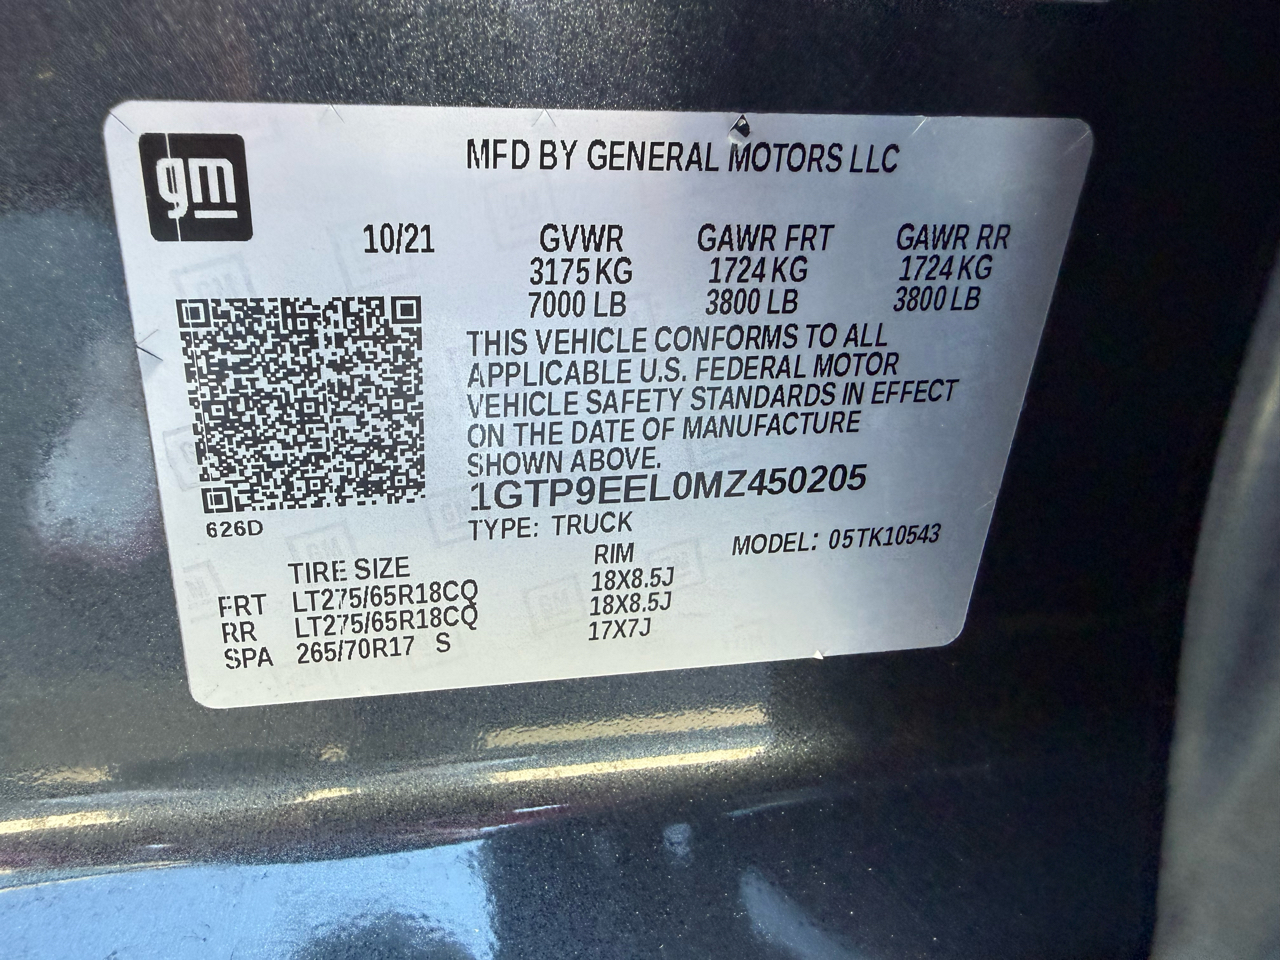 gm
MFD BY GENERAL MOTORS LLC
10/21 GVWR GAWR FRT GAWR RR
3175 KG 1724 KG 1724 KG
7000 LB 3800 LB 3800 LB
THIS VEHICLE CONFORMS TO ALL
APPLICABLE U.S. FEDERAL MOTOR
VEHICLE SAFETY STANDARDS IN EFFECT
ON THE DATE OF MANUFACTURE
SHOWN ABOVE.
1GTP9EEL0MZ450205
626D
TYPE: TRUCK MODEL: 05TK10543
TIRE SIZE RIM
FRT LT275/65R18CQ 18X8.5J
RR LT275/65R18CQ 18X8.5J
SPA 265/70R17 S 17X7J